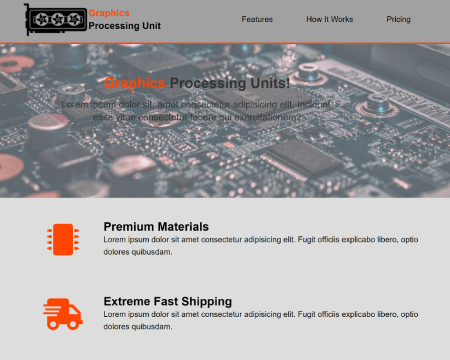 Graphics
Processing Unit
Features
How It Works
Pricing
Graphics Processing Units!
Lorem ipsum dolor sit amet consectetur adipisicing elit. Incidunt,
esse vitae consectetur facere qui exercitationem?
Premium Materials
Lorem ipsum dolor sit amet consectetur adipisicing elit. Fugit officiis explicabo libero, optio
dolores quibusdam.
Extreme Fast Shipping
Lorem ipsum dolor sit amet consectetur adipisicing elit. Fugit officiis explicabo libero, optio
dolores quibusdam.